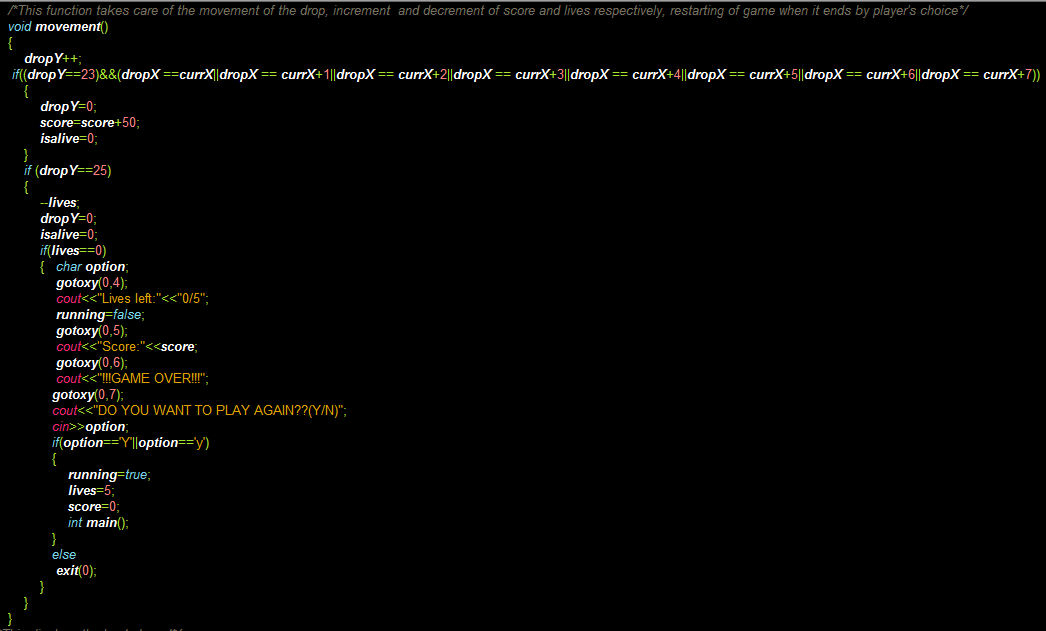 /*This function takes care of the movement of the drop, increment  and decrement of score and lives respectively, restarting of game when it ends by player's choice*/
void movement()
{
dropY++;
if((dropY==23)&&(dropX ==currX||dropX == currX+1||dropX == currX+2||dropX == currX+3||dropX == currX+4||dropX == currX+5||dropX == currX+6||dropX == currX+7))
{
dropY=0;
score=score+50;
isalive=0;
}
if (dropY==25)
{
--lives;
dropY=0;
isalive=0;
if(lives==0)
{   char option;
gotoxy(0,4);
cout<<"Lives left:"<<"0/5";
running=false;
gotoxy(0,5);
cout<<"Score:"<<score;
gotoxy(0,6);
cout<<"!!!GAME OVER!!!";
gotoxy(0,7);
cout<<"DO YOU WANT TO PLAY AGAIN??(Y/N)";
cin>>option;
if(option=='Y'||option=='y')
{
running=true;
lives=5;
score=0;
int main();
}
else
exit(0);
}
}
}